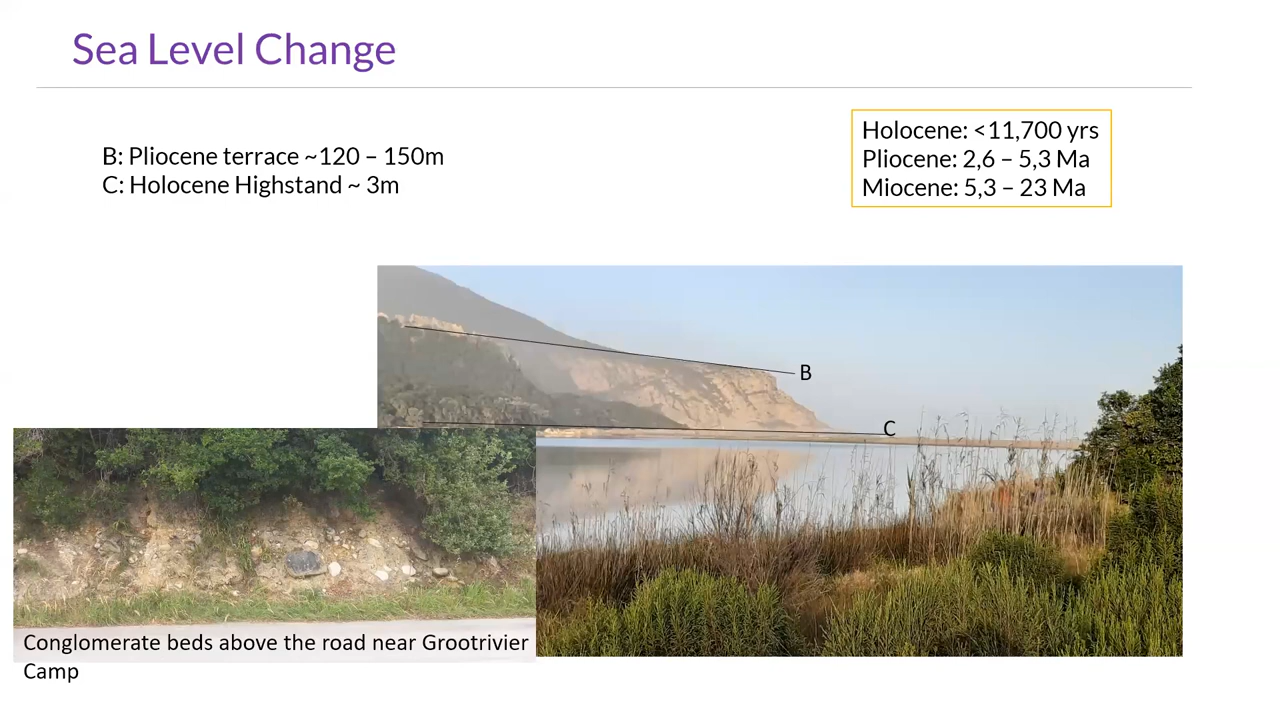 Sea Level Change
B: Pliocene terrace ~120 – 150m
C: Holocene Highstand ~ 3m
Holocene: <11,700 yrs
Pliocene: 2,6 – 5,3 Ma
Miocene: 5,3 – 23 Ma
B
C
Conglomerate beds above the road near Grootrivier
Camp